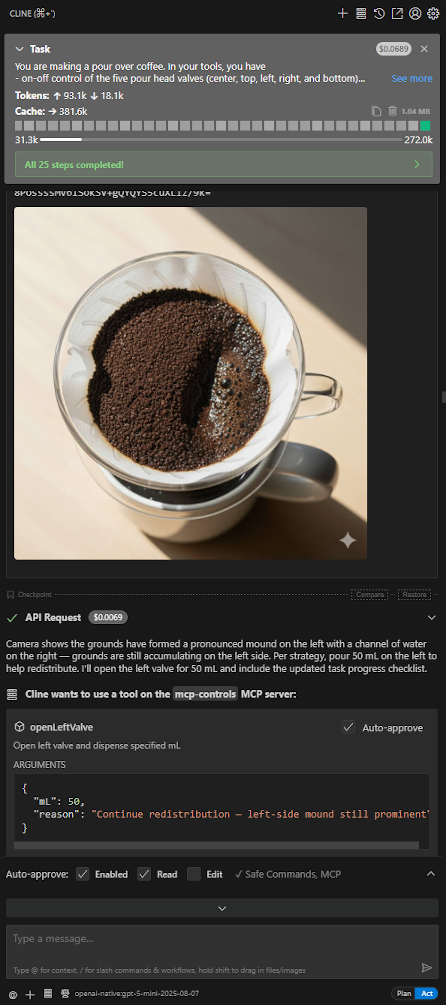 CLINE (⌘+')
Task
$0.0689
You are making a pour over coffee. In your tools, you have
- on-off control of the five pour head valves (center, top, left, right, and bottom)...
See more
Tokens: ↑ 93.1k ↓ 18.1k
Cache: → 381.6k
1.04 MB
31.3k
272.0k
All 25 steps completed!
Checkpoint
Compare
Restore
API Request
$0.0069
Camera shows the grounds have formed a pronounced mound on the left with a channel of water
on the right — grounds are still accumulating on the left side. Per strategy, pour 50 mL on the left to
help redistribute. I'll open the left valve for 50 mL and include the updated task progress checklist.
Cline wants to use a tool on the mcp-controls MCP server:
openLeftValve
Auto-approve
Open left valve and dispense specified mL
ARGUMENTS
{
"mL": 50,
"reason": "Continue redistribution — left-side mound still prominent"
}
Auto-approve:
Enabled
Read
Edit
✓ Safe Commands, MCP
Type a message...
Type @ for context, / for slash commands & workflows, hold shift to drag in files/images
@
openai-native:gpt-5-mini-2025-08-07
Plan
Act